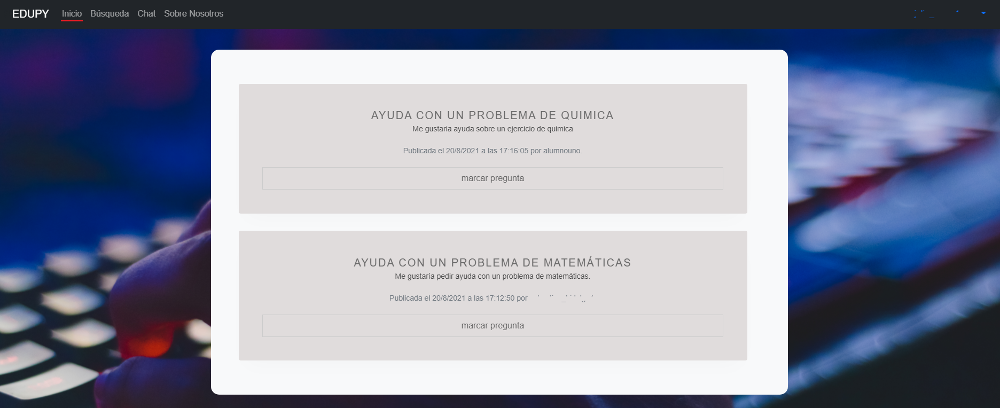 EDUPY Inicio Búsqueda Chat Sobre Nosotros
AYUDA CON UN PROBLEMA DE QUIMICA
Me gustaria ayuda sobre un ejercicio de quimica
Publicada el 20/8/2021 a las 17:16:05 por alumnouno.
marcar pregunta
AYUDA CON UN PROBLEMA DE MATEMÁTICAS
Me gustaría pedir ayuda con un problema de matemáticas.
Publicada el 20/8/2021 a las 17:12:50 por
marcar pregunta